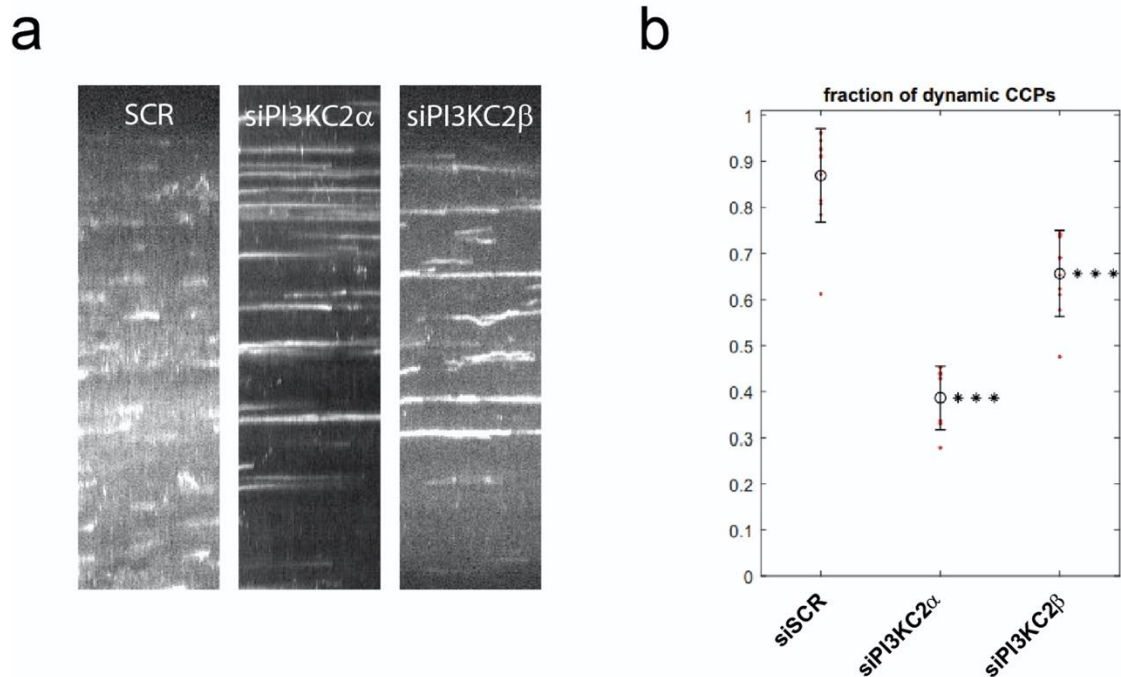 a
SCR
siPI3KC2α
siPI3KC2β
b
fraction of dynamic CCPs
1
0.9
0.8
0.7
0.6
0.5
0.4
0.3
0.2
0.1
0
* * *
* * *
siSCR
siPI3KC2α
siPI3KC2β